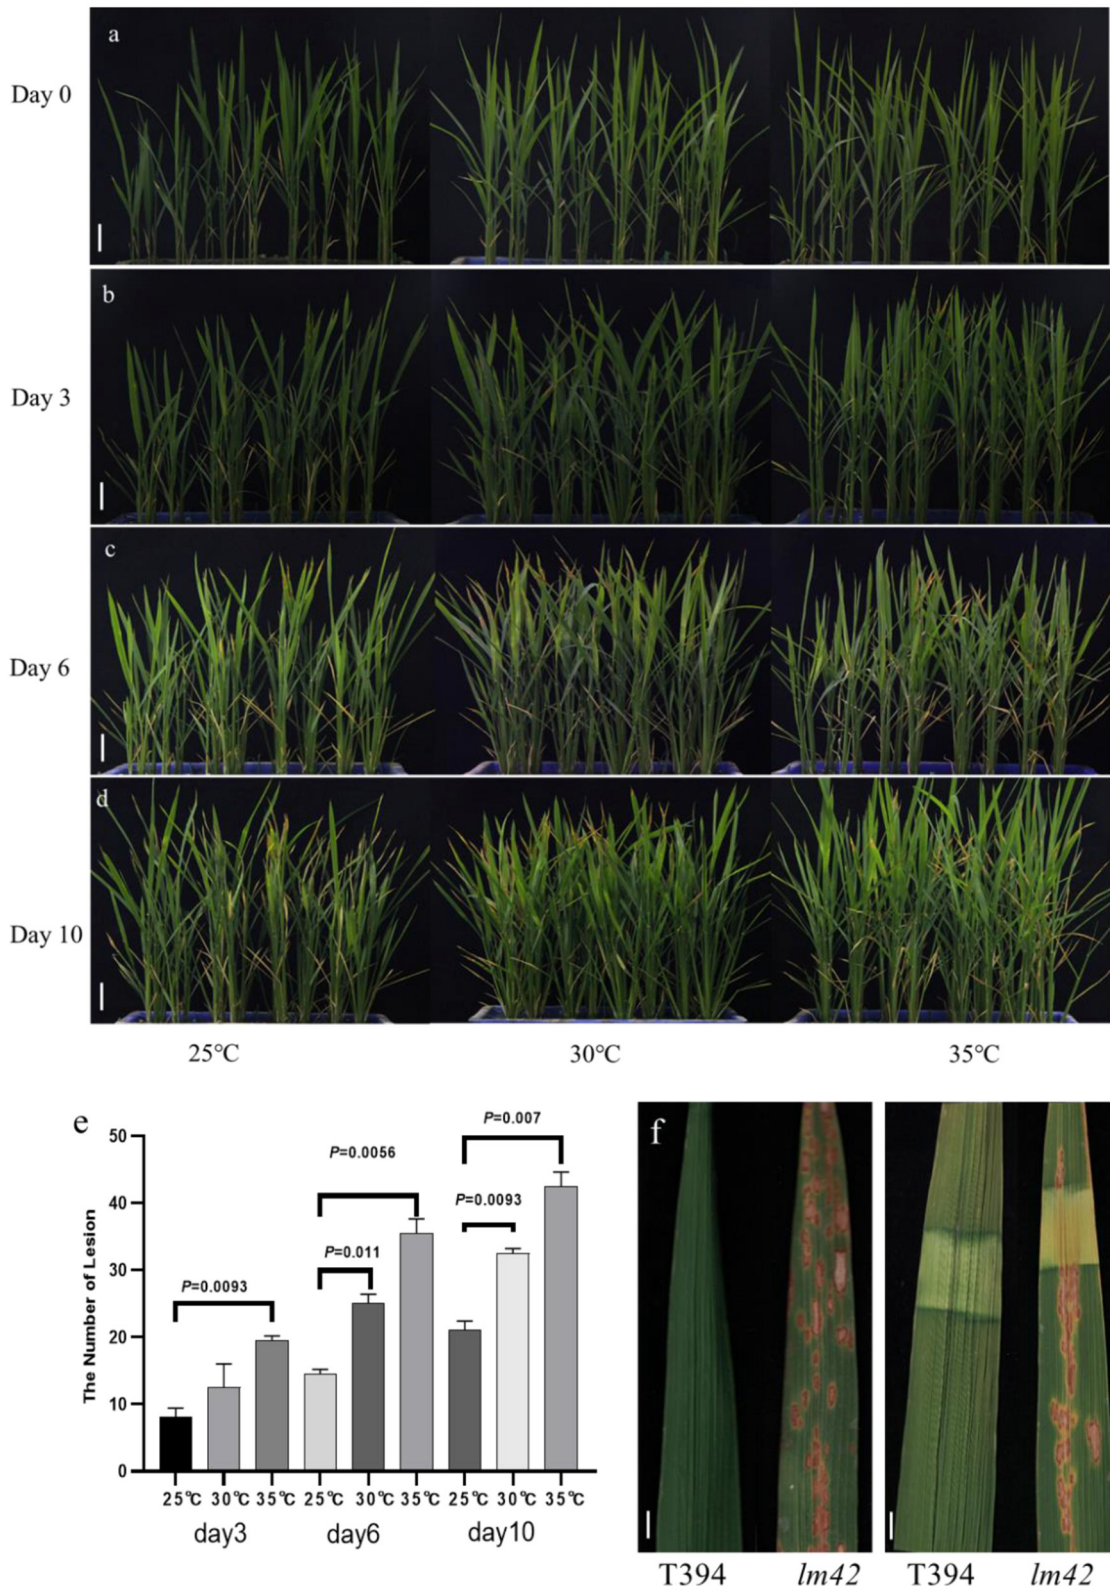 a
Day 0
b
Day 3
c
Day 6
d
Day 10
25℃ 30℃ 35℃
e
The Number of Lesion
50
40
30
20
10
0
P=0.0093
P=0.011
P=0.0056
P=0.0093
P=0.007
25℃ 30℃ 35℃ 25℃ 30℃ 35℃ 25℃ 30℃ 35℃
day3 day6 day10
f
T394 lm42 T394 lm42